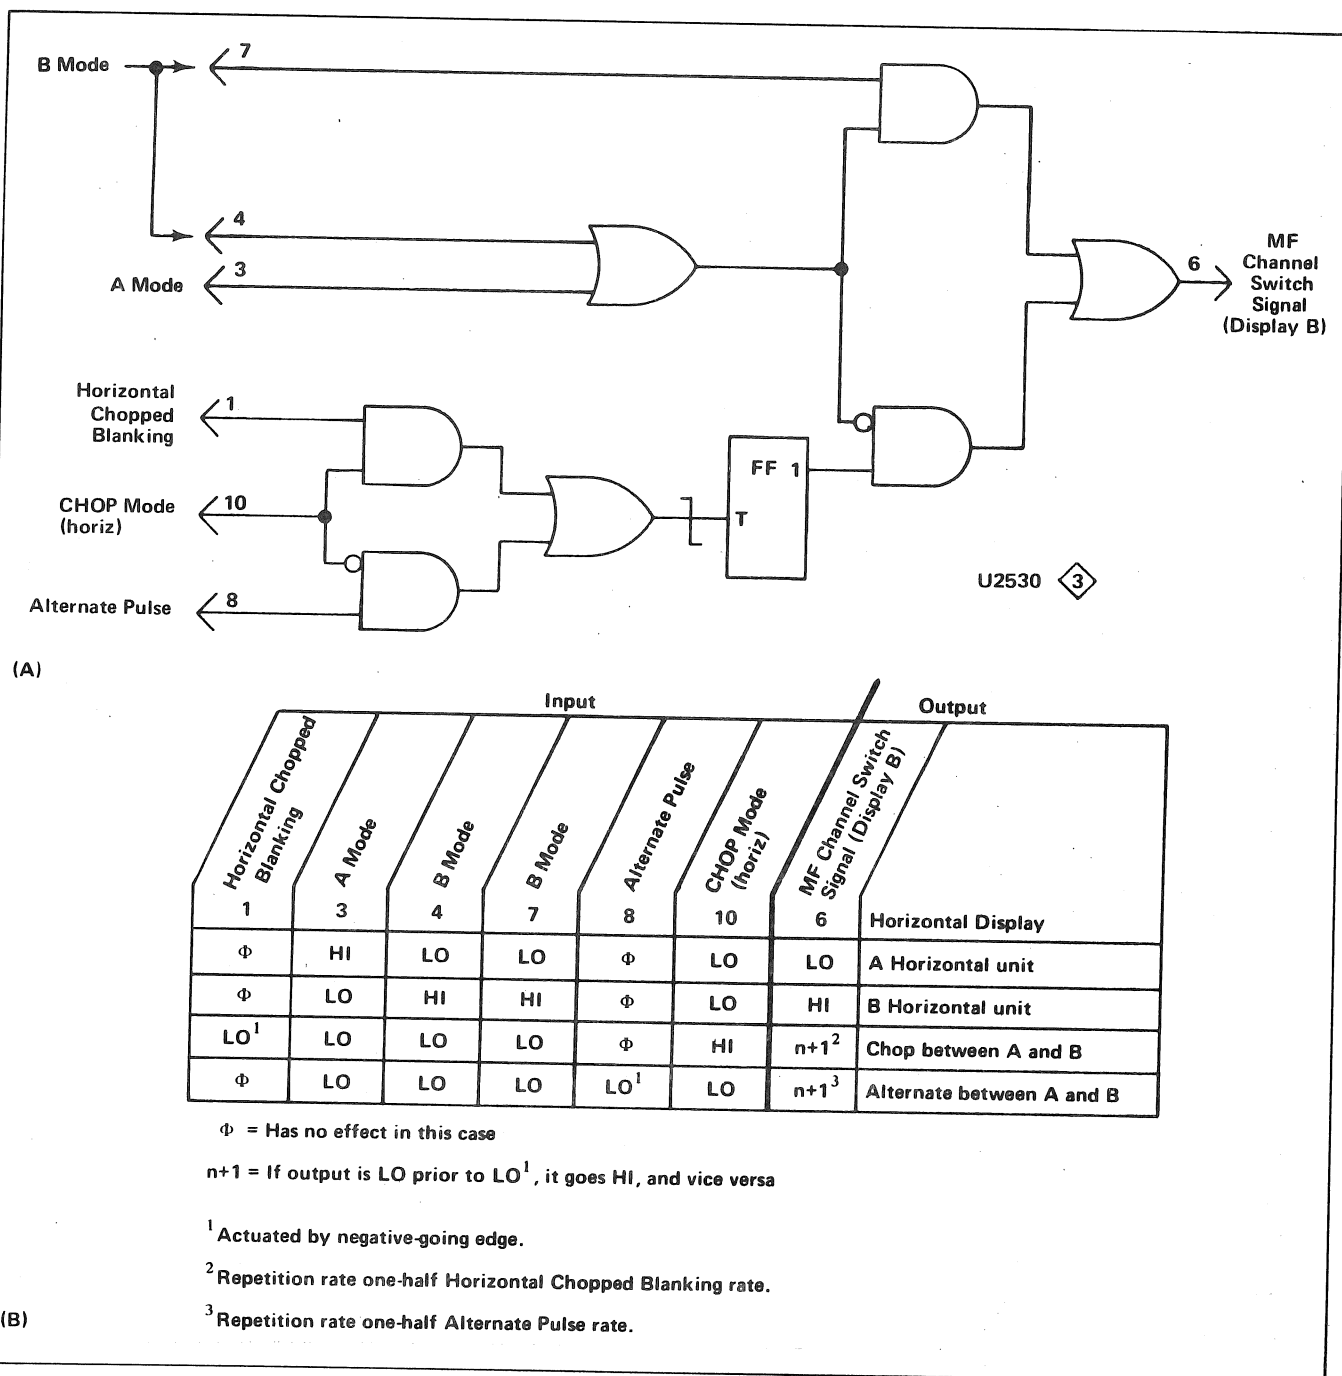 B Mode
7
4
3
A Mode
6
MF
Channel
Switch
Signal
(Display B)
Horizontal
Chopped
Blanking
1
CHOP Mode
(horiz)
10
FF 1
T
Alternate Pulse
8
U2530 3
(A)
Input
Output
Horizontal Chopped
Blanking
A Mode
B Mode
B Mode
Alternate Pulse
CHOP Mode
(horiz)
MF Channel Switch
Signal (Display B)
1 3 4 7 8 10 6 Horizontal Display
Φ HI LO LO Φ LO LO A Horizontal unit
Φ LO HI HI Φ LO HI B Horizontal unit
LO¹ LO LO LO Φ HI n+1² Chop between A and B
Φ LO LO LO LO¹ LO n+1³ Alternate between A and B
Φ = Has no effect in this case
n+1 = If output is LO prior to LO¹, it goes HI, and vice versa
¹Actuated by negative-going edge.
²Repetition rate one-half Horizontal Chopped Blanking rate.
³Repetition rate one-half Alternate Pulse rate.
(B)